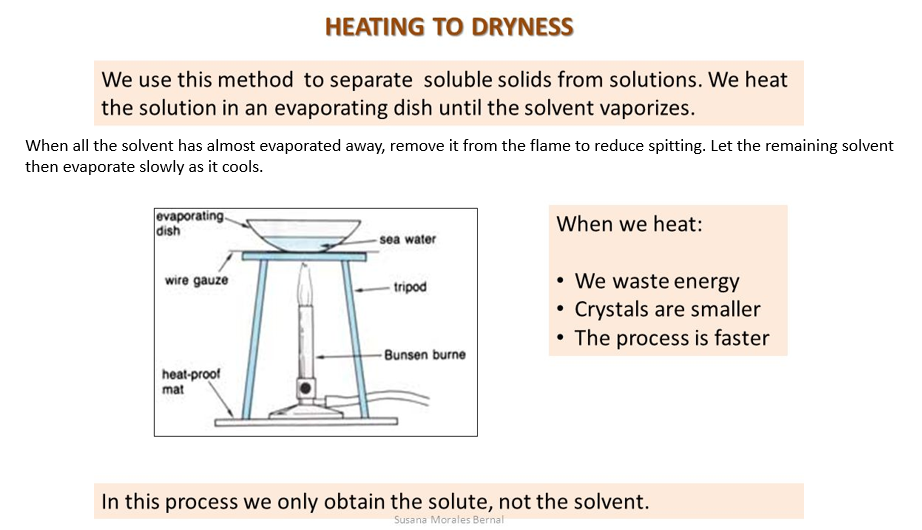 HEATING TO DRYNESS
We use this method to separate soluble solids from solutions. We heat
the solution in an evaporating dish until the solvent vaporizes.
When all the solvent has almost evaporated away, remove it from the flame to reduce spitting. Let the remaining solvent
then evaporate slowly as it cools.
evaporating
dish
sea water
wire gauze
tripod
Bunsen burne
heat-proof
mat
When we heat:
• We waste energy
• Crystals are smaller
• The process is faster
In this process we only obtain the solute, not the solvent.
Susana Morales Bernal